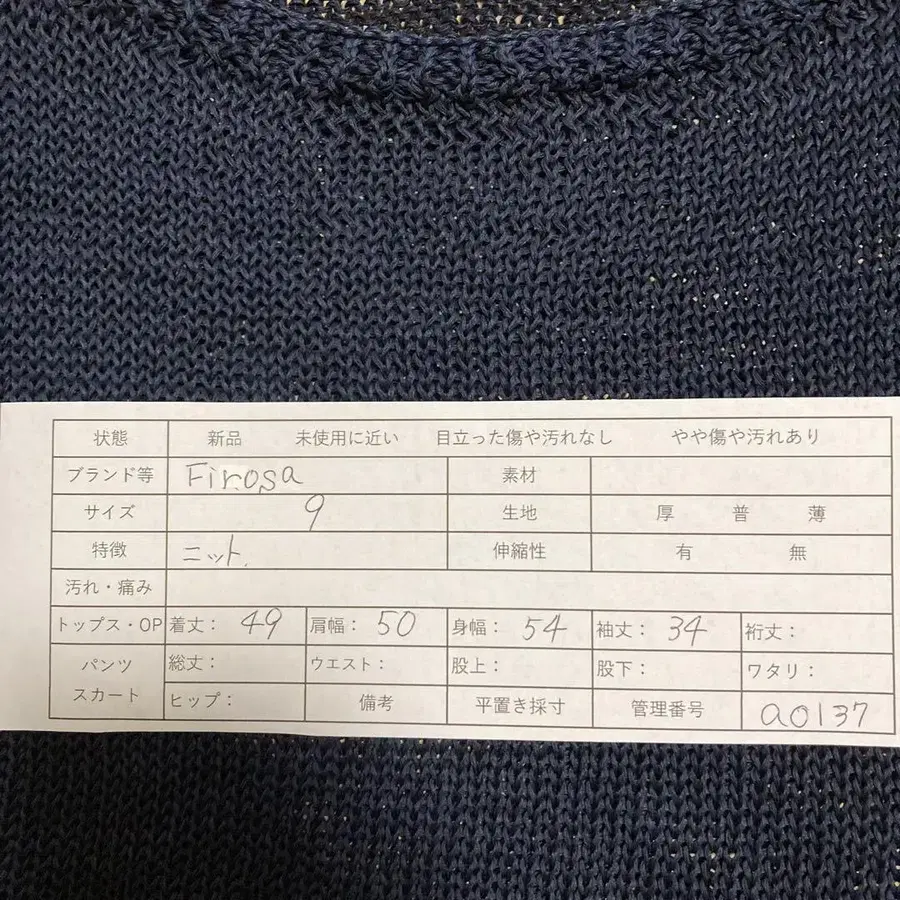 状態 新品 未使用に近い 目立った傷や汚れなし やや傷や汚れあり
ブランド等 Firosa 素材
サイズ 9 生地 厚 普 薄
特徴 ニット. 伸縮性 有 無
汚れ・痛み
トップス・OP 着丈: 49 肩幅: 50 身幅: 54 袖丈: 34 裄丈:
パンツ 総丈: ウエスト: 股上: 股下: ワタリ:
スカート ヒップ: 備考 平置き採寸 管理番号 a0137